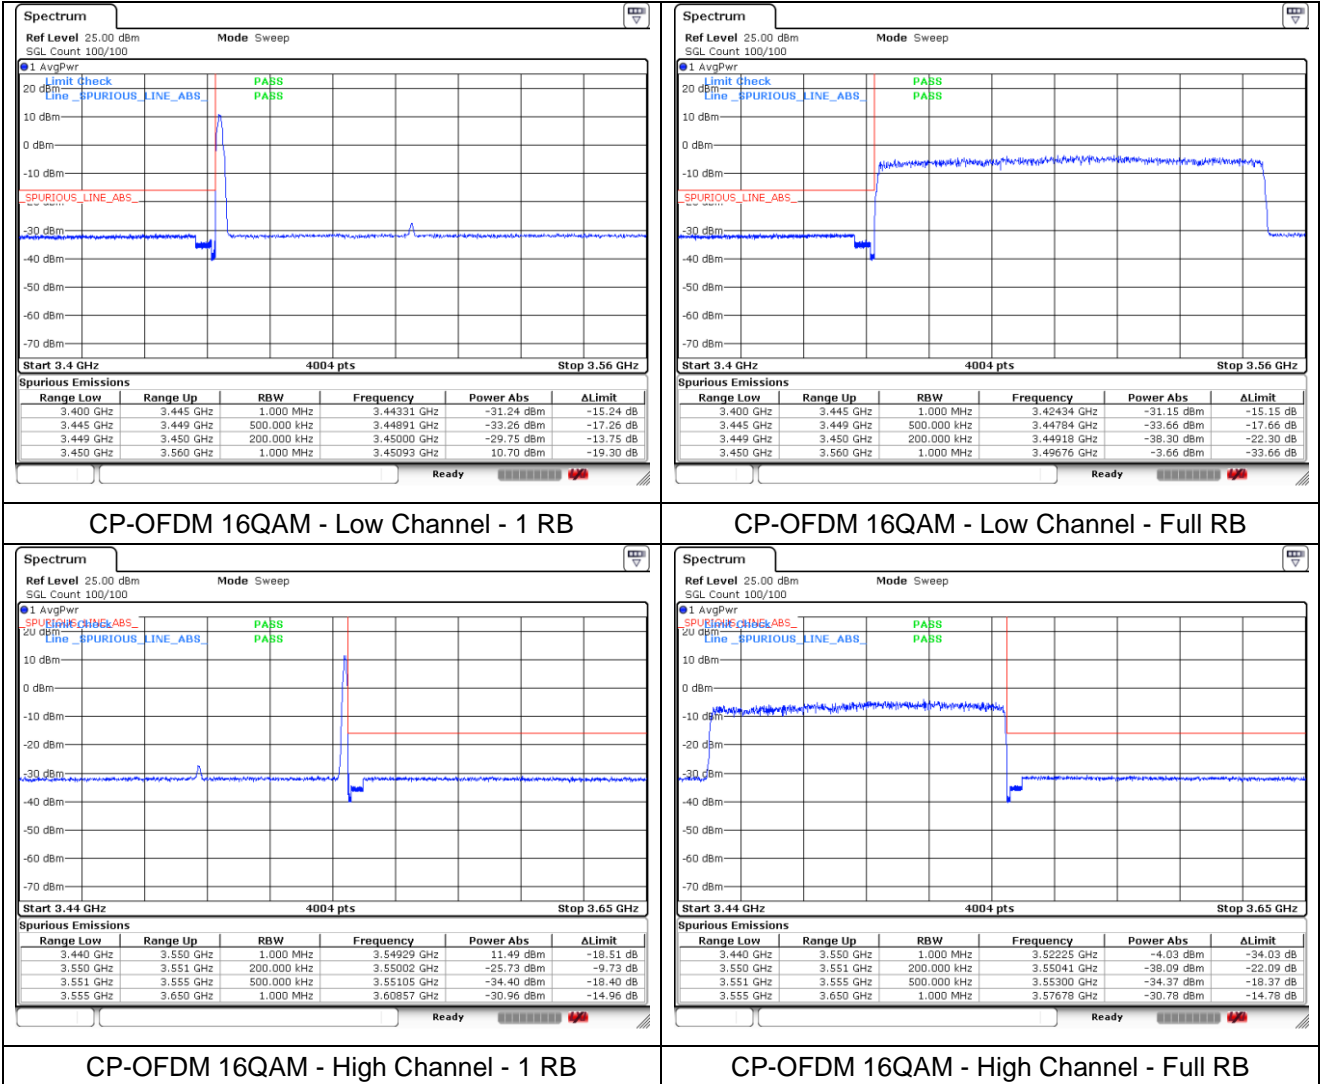 Spectrum
Ref Level 25.00 dBm Mode Sweep
SGL Count 100/100
1 AvgPwr
Limit Check PASS
Line _SPURIOUS_LINE_ABS_ PASS
20 dBm
10 dBm
0 dBm
-10 dBm
_SPURIOUS_LINE_ABS_
-20 dBm
-30 dBm
-40 dBm
-50 dBm
-60 dBm
-70 dBm
Start 3.4 GHz 4004 pts Stop 3.56 GHz
Spurious Emissions
Range Low Range Up RBW Frequency Power Abs ΔLimit
3.400 GHz 3.445 GHz 1.000 MHz 3.44331 GHz -31.24 dBm -15.24 dB
3.445 GHz 3.449 GHz 500.000 kHz 3.44891 GHz -33.26 dBm -17.26 dB
3.449 GHz 3.450 GHz 200.000 kHz 3.45000 GHz -29.75 dBm -13.75 dB
3.450 GHz 3.560 GHz 1.000 MHz 3.45093 GHz 10.70 dBm -19.30 dB
Ready
CP-OFDM 16QAM - Low Channel - 1 RB
Spectrum
Ref Level 25.00 dBm Mode Sweep
SGL Count 100/100
1 AvgPwr
Limit Check PASS
Line _SPURIOUS_LINE_ABS_ PASS
20 dBm
10 dBm
0 dBm
-10 dBm
_SPURIOUS_LINE_ABS_
-20 dBm
-30 dBm
-40 dBm
-50 dBm
-60 dBm
-70 dBm
Start 3.4 GHz 4004 pts Stop 3.56 GHz
Spurious Emissions
Range Low Range Up RBW Frequency Power Abs ΔLimit
3.400 GHz 3.445 GHz 1.000 MHz 3.42434 GHz -31.15 dBm -15.15 dB
3.445 GHz 3.449 GHz 500.000 kHz 3.44784 GHz -33.66 dBm -17.66 dB
3.449 GHz 3.450 GHz 200.000 kHz 3.44918 GHz -38.30 dBm -22.30 dB
3.450 GHz 3.560 GHz 1.000 MHz 3.49676 GHz -3.66 dBm -33.66 dB
Ready
CP-OFDM 16QAM - Low Channel - Full RB
Spectrum
Ref Level 25.00 dBm Mode Sweep
SGL Count 100/100
1 AvgPwr
_SPURIOUS_LINE_ABS_
Limit Check PASS
20 dBm
Line _SPURIOUS_LINE_ABS_ PASS
10 dBm
0 dBm
-10 dBm
-20 dBm
-30 dBm
-40 dBm
-50 dBm
-60 dBm
-70 dBm
Start 3.44 GHz 4004 pts Stop 3.65 GHz
Spurious Emissions
Range Low Range Up RBW Frequency Power Abs ΔLimit
3.440 GHz 3.550 GHz 1.000 MHz 3.54929 GHz 11.49 dBm -18.51 dB
3.550 GHz 3.551 GHz 200.000 kHz 3.55002 GHz -25.73 dBm -9.73 dB
3.551 GHz 3.555 GHz 500.000 kHz 3.55105 GHz -34.40 dBm -18.40 dB
3.555 GHz 3.650 GHz 1.000 MHz 3.60857 GHz -30.96 dBm -14.96 dB
Ready
CP-OFDM 16QAM - High Channel - 1 RB
Spectrum
Ref Level 25.00 dBm Mode Sweep
SGL Count 100/100
1 AvgPwr
_SPURIOUS_LINE_ABS_
Limit Check PASS
20 dBm
Line _SPURIOUS_LINE_ABS_ PASS
10 dBm
0 dBm
-10 dBm
-20 dBm
-30 dBm
-40 dBm
-50 dBm
-60 dBm
-70 dBm
Start 3.44 GHz 4004 pts Stop 3.65 GHz
Spurious Emissions
Range Low Range Up RBW Frequency Power Abs ΔLimit
3.440 GHz 3.550 GHz 1.000 MHz 3.52225 GHz -4.03 dBm -34.03 dB
3.550 GHz 3.551 GHz 200.000 kHz 3.55041 GHz -38.09 dBm -22.09 dB
3.551 GHz 3.555 GHz 500.000 kHz 3.55300 GHz -34.37 dBm -18.37 dB
3.555 GHz 3.650 GHz 1.000 MHz 3.57678 GHz -30.78 dBm -14.78 dB
Ready
CP-OFDM 16QAM - High Channel - Full RB